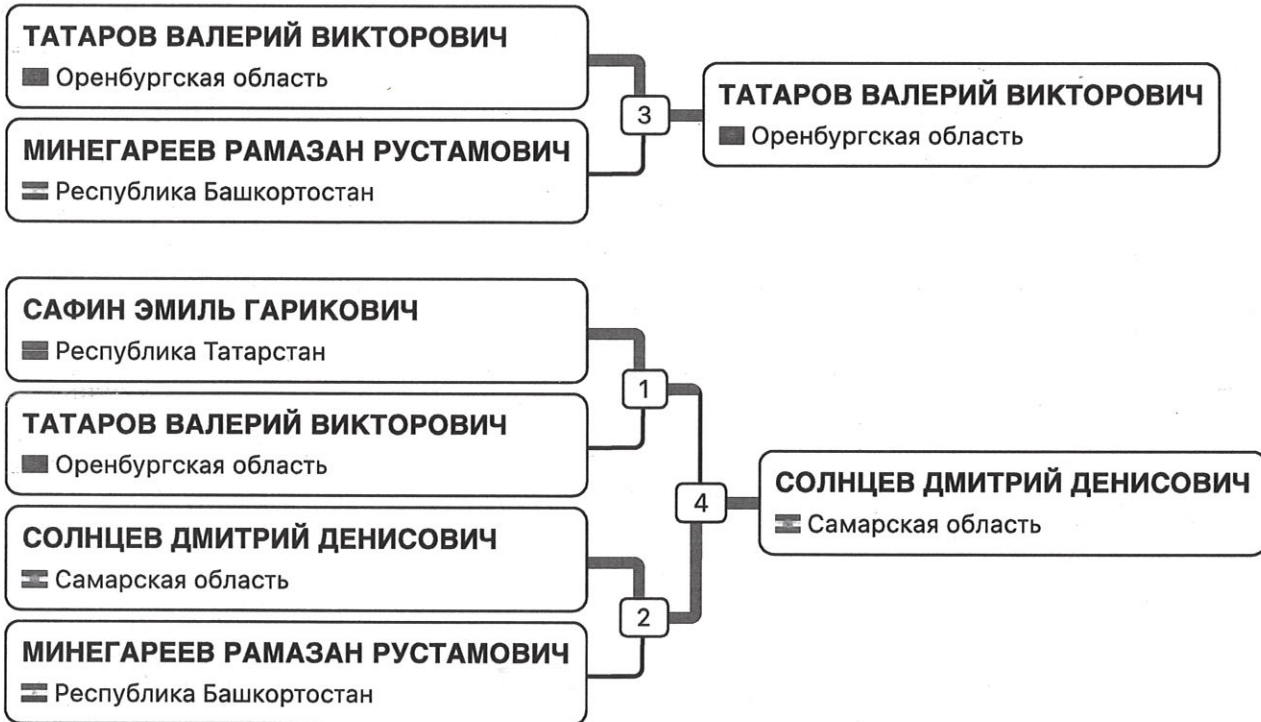 ТАТАРОВ ВАЛЕРИЙ ВИКТОРОВИЧ
Оренбургская область
МИНЕГАРЕЕВ РАМАЗАН РУСТАМОВИЧ
Республика Башкортостан
3
ТАТАРОВ ВАЛЕРИЙ ВИКТОРОВИЧ
Оренбургская область
САФИН ЭМИЛЬ ГАРИКОВИЧ
Республика Татарстан
1
ТАТАРОВ ВАЛЕРИЙ ВИКТОРОВИЧ
Оренбургская область
СОЛНЦЕВ ДМИТРИЙ ДЕНИСОВИЧ
Самарская область
2
МИНЕГАРЕЕВ РАМАЗАН РУСТАМОВИЧ
Республика Башкортостан
4
СОЛНЦЕВ ДМИТРИЙ ДЕНИСОВИЧ
Самарская область